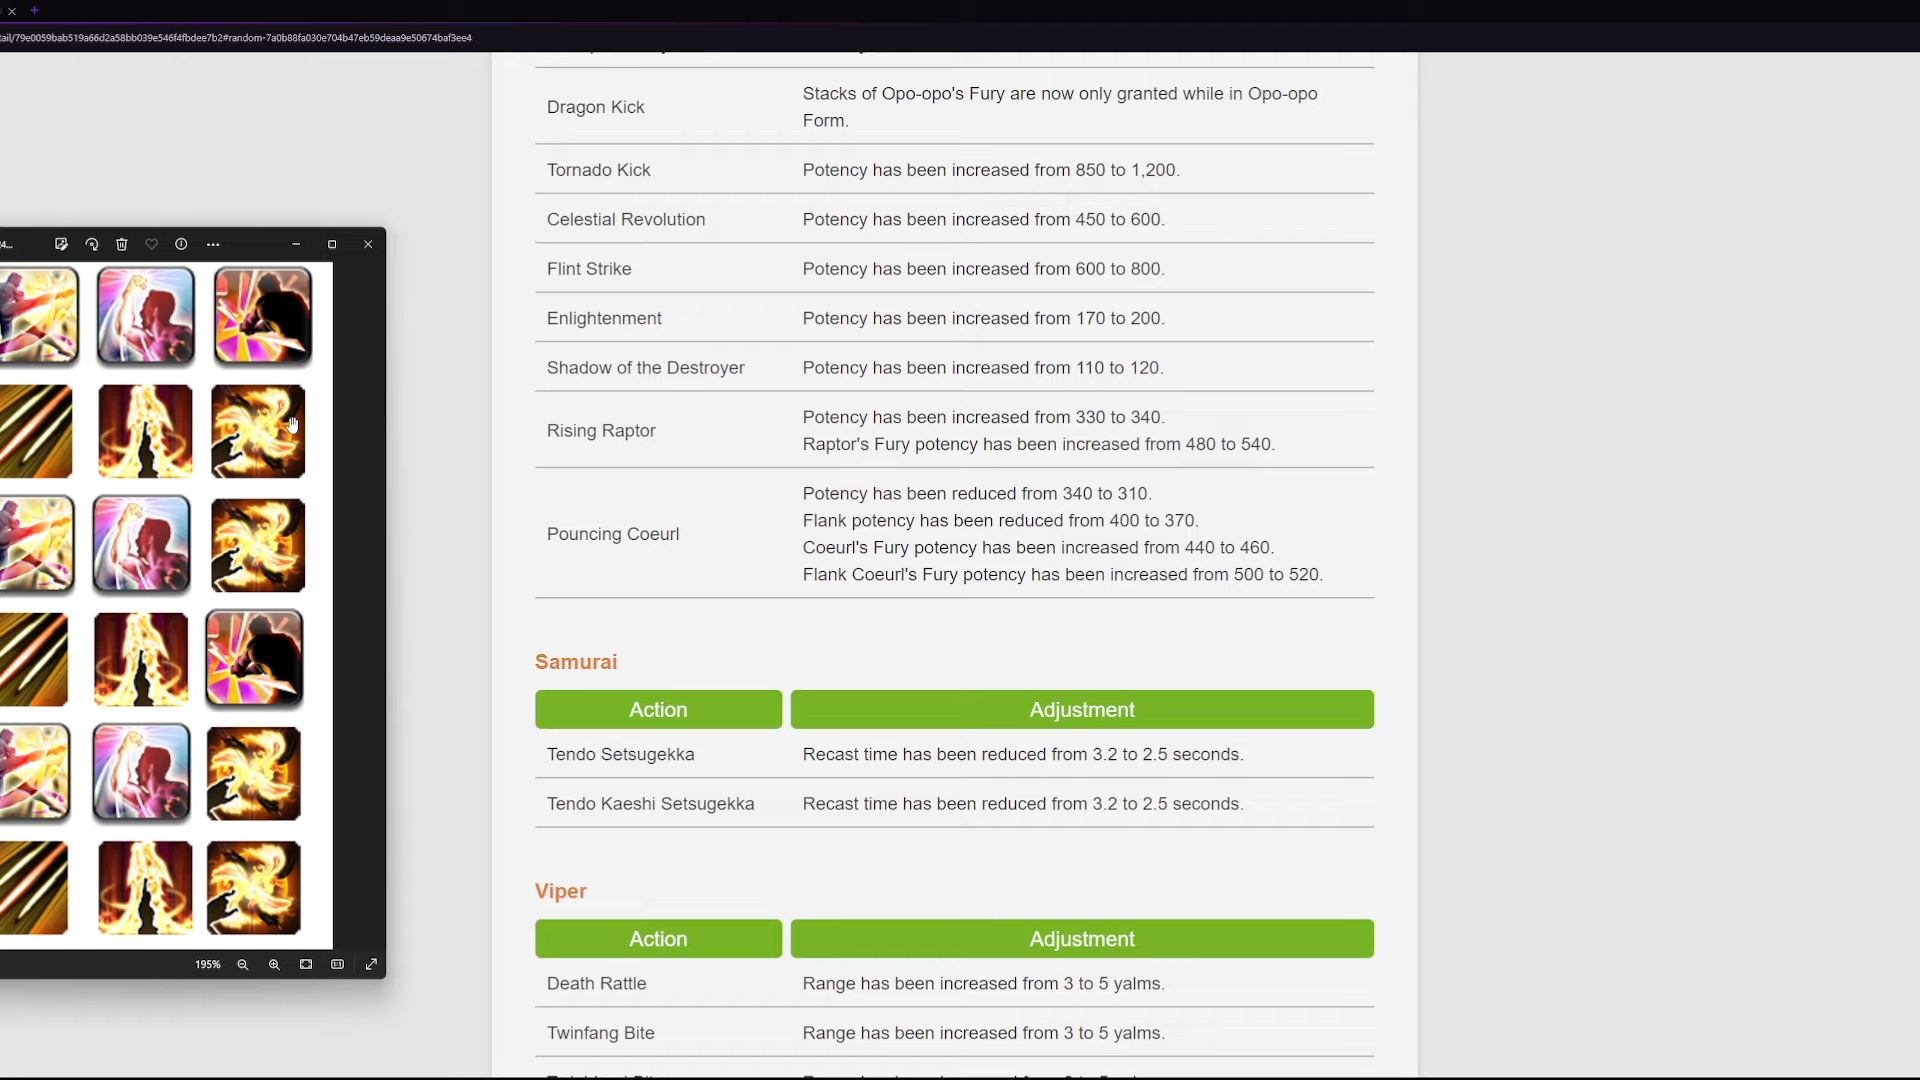 ail/79e0059bab519a66d2a58bb039e546f4fbdee7b2#random-7a0b88fa030e704b47eb59deaa9e50674baf3ee4
Dragon Kick
Stacks of Opo-opo's Fury are now only granted while in Opo-opo
Form.
Tornado Kick
Potency has been increased from 850 to 1,200.
Celestial Revolution
Potency has been increased from 450 to 600.
24...
Flint Strike
Potency has been increased from 600 to 800.
Enlightenment
Potency has been increased from 170 to 200.
Shadow of the Destroyer
Potency has been increased from 110 to 120.
Rising Raptor
Potency has been increased from 330 to 340.
Raptor's Fury potency has been increased from 480 to 540.
Pouncing Coeurl
Potency has been reduced from 340 to 310.
Flank potency has been reduced from 400 to 370.
Coeurl's Fury potency has been increased from 440 to 460.
Flank Coeurl's Fury potency has been increased from 500 to 520.
Samurai
Action
Adjustment
Tendo Setsugekka
Recast time has been reduced from 3.2 to 2.5 seconds.
Tendo Kaeshi Setsugekka
Recast time has been reduced from 3.2 to 2.5 seconds.
Viper
Action
Adjustment
195%
Death Rattle
Range has been increased from 3 to 5 yalms.
Twinfang Bite
Range has been increased from 3 to 5 yalms.